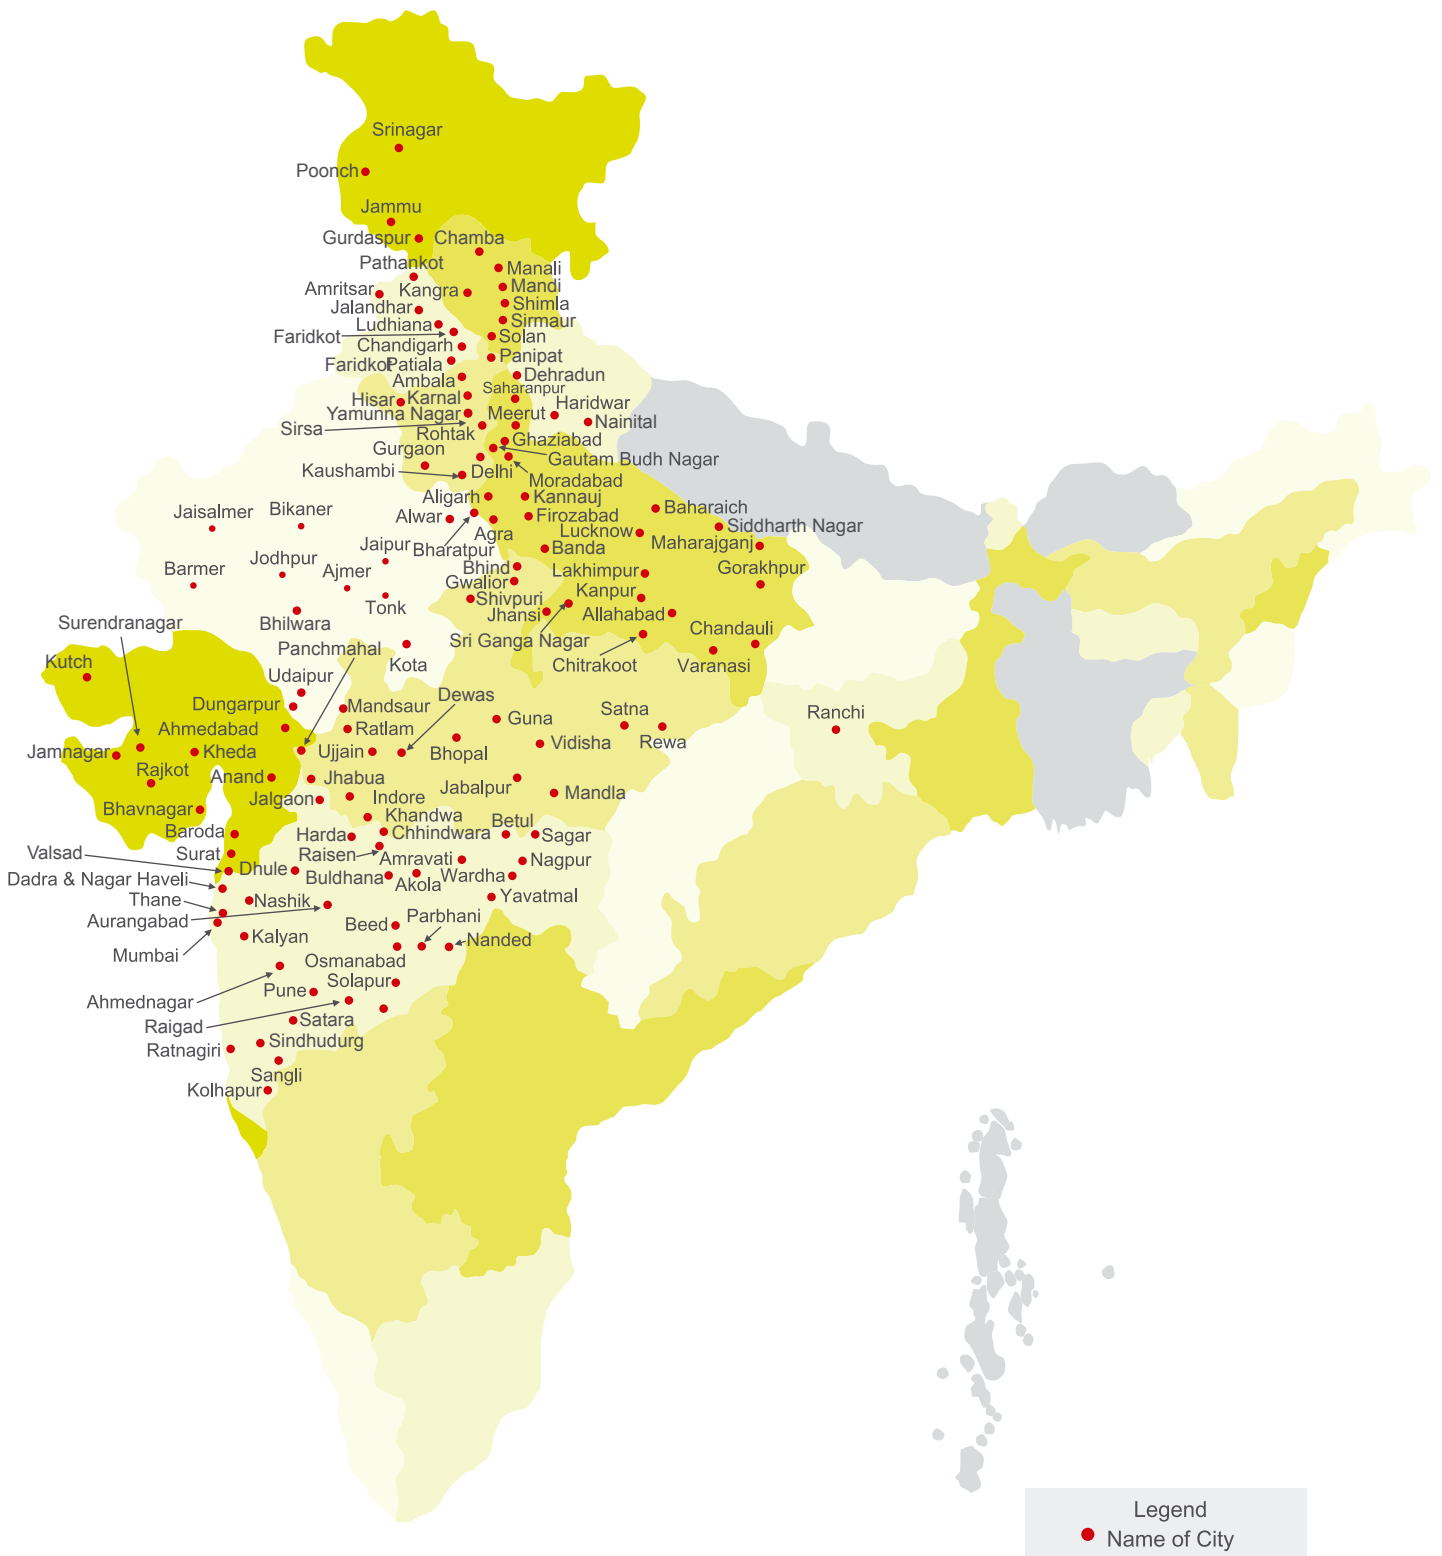 Srinagar
Poonch
Jammu
Gurdaspur
Chamba
Pathankot
Manali
Amritsar
Kangra
Mandi
Jalandhar
Shimla
Ludhiana
Sirmaur
Faridkot
Solan
Chandigarh
Panipat
Faridkot
Patiala
Ambala
Dehradun
Saharanpur
Hisar
Karnal
Haridwar
Yamunna Nagar
Meerut
Nainital
Sirsa
Rohtak
Ghaziabad
Gurgaon
Gautam Budh Nagar
Kaushambi
Delhi
Moradabad
Aligarh
Kannauj
Baharaich
Jaisalmer
Bikaner
Alwar
Firozabad
Siddharth Nagar
Agra
Lucknow
Bharatpur
Banda
Maharajganj
Jaipur
Jodhpur
Barmer
Ajmer
Bhind
Lakhimpur
Gorakhpur
Gwalior
Kanpur
Tonk
Shivpuri
Jhansi
Allahabad
Bhilwara
Surendranagar
Panchmahal
Sri Ganga Nagar
Chandauli
Kutch
Kota
Chitrakoot
Varanasi
Udaipur
Dewas
Dungarpur
Mandsaur
Guna
Satna
Ranchi
Ahmedabad
Ratlam
Jamnagar
Kheda
Ujjain
Bhopal
Vidisha
Rewa
Rajkot
Anand
Jhabua
Jabalpur
Bhavnagar
Jalgaon
Indore
Mandla
Khandwa
Baroda
Harda
Chhindwara
Betul
Sagar
Valsad
Surat
Raisen
Amravati
Nagpur
Dadra & Nagar Haveli
Dhule
Buldhana
Akola
Wardha
Thane
Nashik
Yavatmal
Aurangabad
Beed
Parbhani
Mumbai
Kalyan
Nanded
Osmanabad
Ahmednagar
Pune
Solapur
Raigad
Satara
Ratnagiri
Sindhudurg
Sangli
Kolhapur
Legend
Name of City